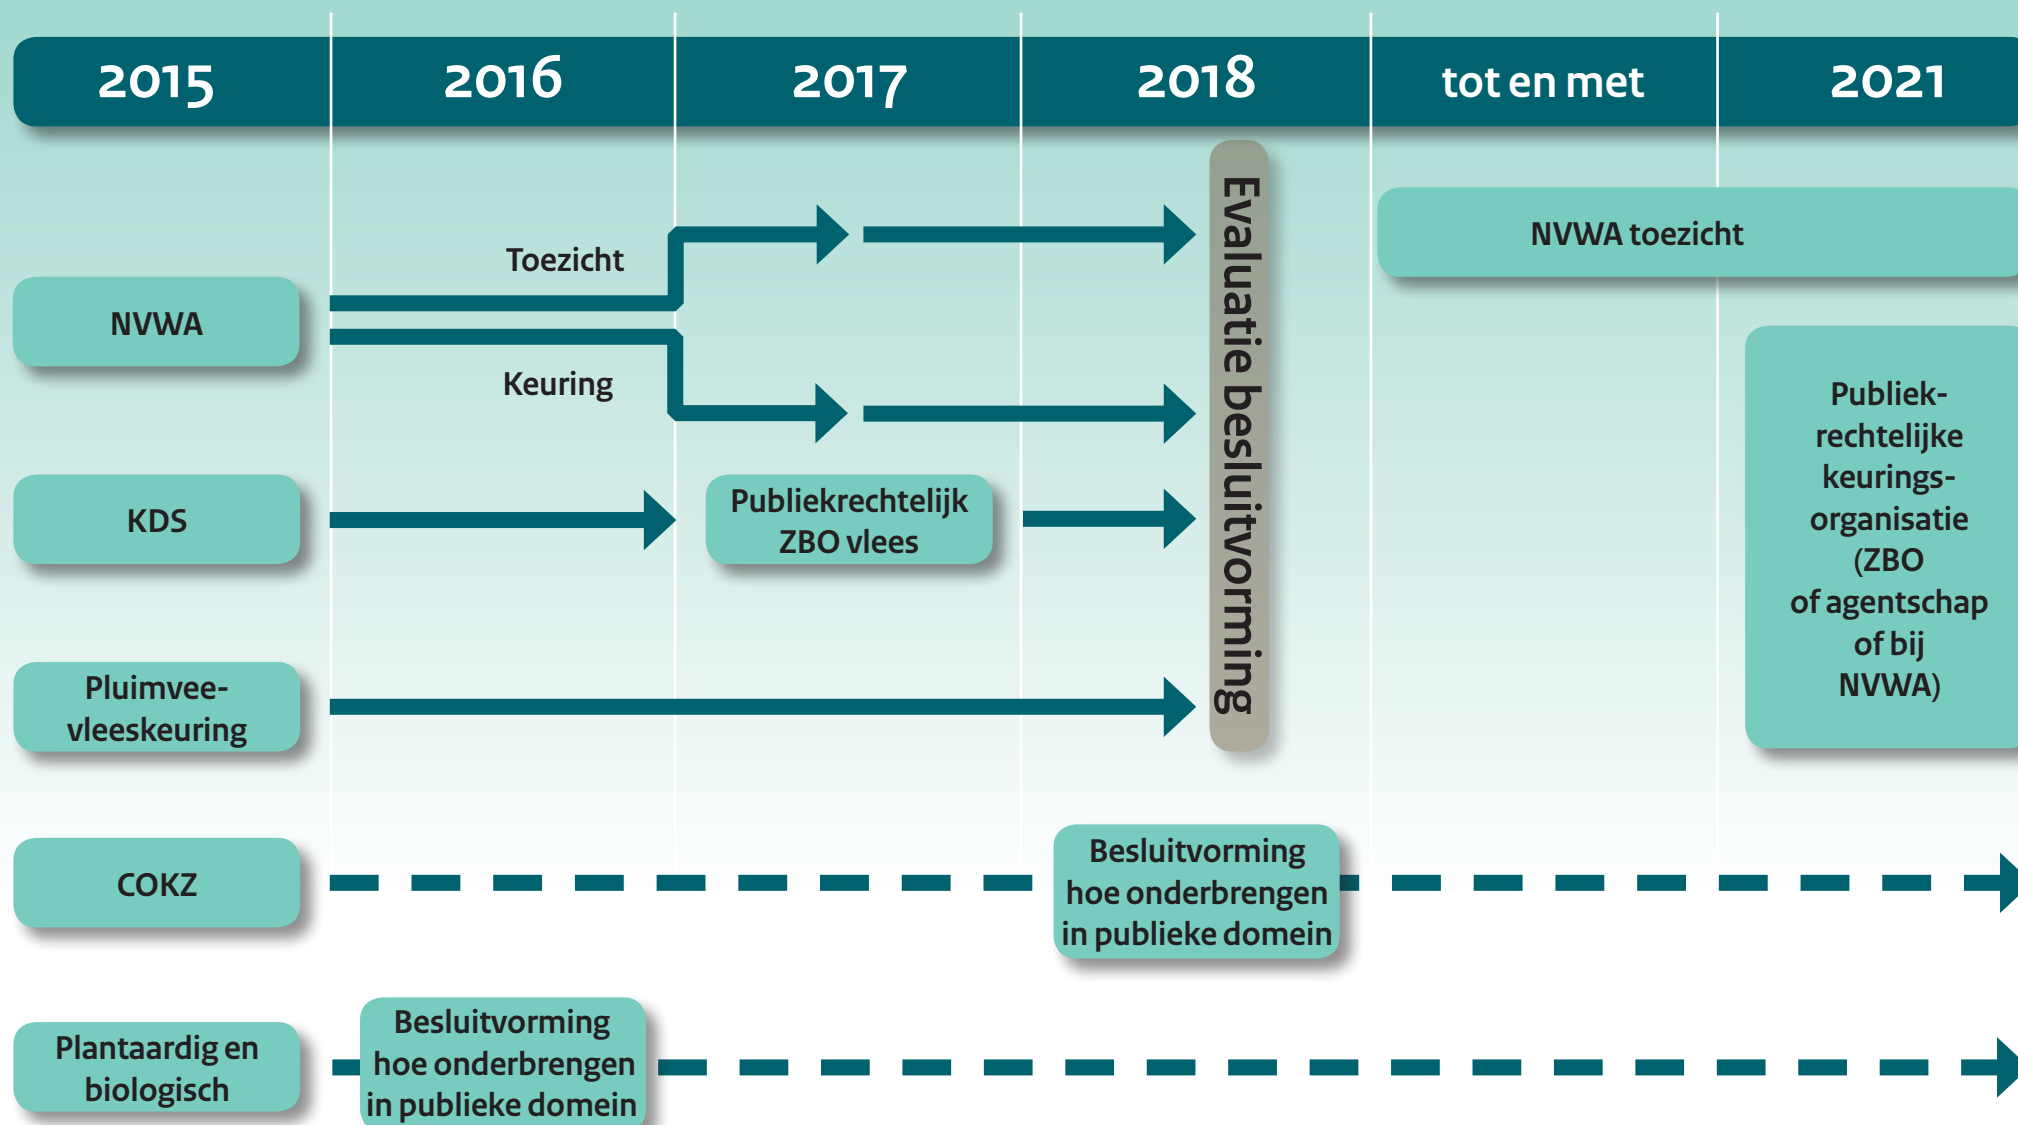 2015
2016
2017
2018
tot en met
2021
Toezicht
NVWA
Keuring
Evaluatie besluitvorming
NVWA toezicht
Publiek-
rechtelijke
keurings-
organisatie
(ZBO
of agentschap
of bij
NVWA)
KDS
Publiekrechtelijk
ZBO vlees
Pluimvee-
vleeskeuring
COKZ
Besluitvorming
hoe onderbrengen
in publieke domein
Plantaardig en
biologisch
Besluitvorming
hoe onderbrengen
in publieke domein